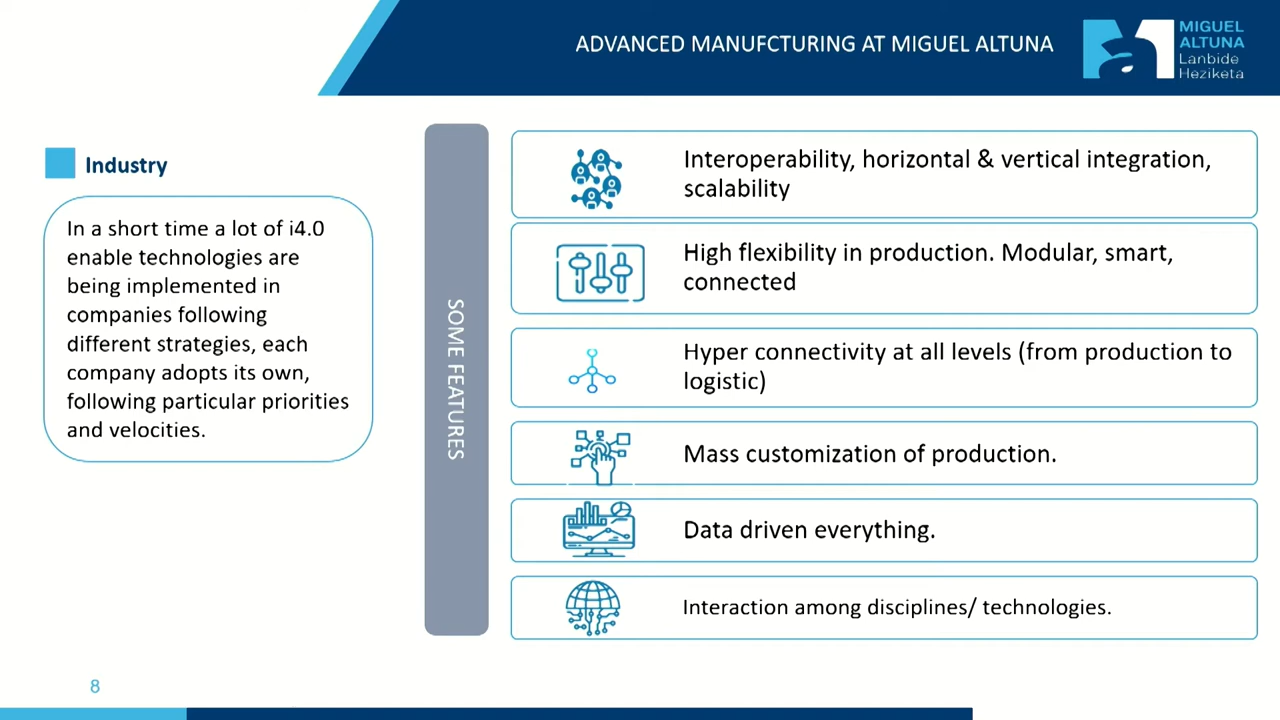 ADVANCED MANUFCTURING AT MIGUEL ALTUNA
MIGUEL
ALTUNA
Lanbide
Heziketa
Industry
In a short time a lot of i4.0
enable technologies are
being implemented in
companies following
different strategies, each
company adopts its own,
following particular priorities
and velocities.
SOME FEATURES
Interoperability, horizontal & vertical integration,
scalability
High flexibility in production. Modular, smart,
connected
Hyper connectivity at all levels (from production to
logistic)
Mass customization of production.
Data driven everything.
Interaction among disciplines/ technologies.
8